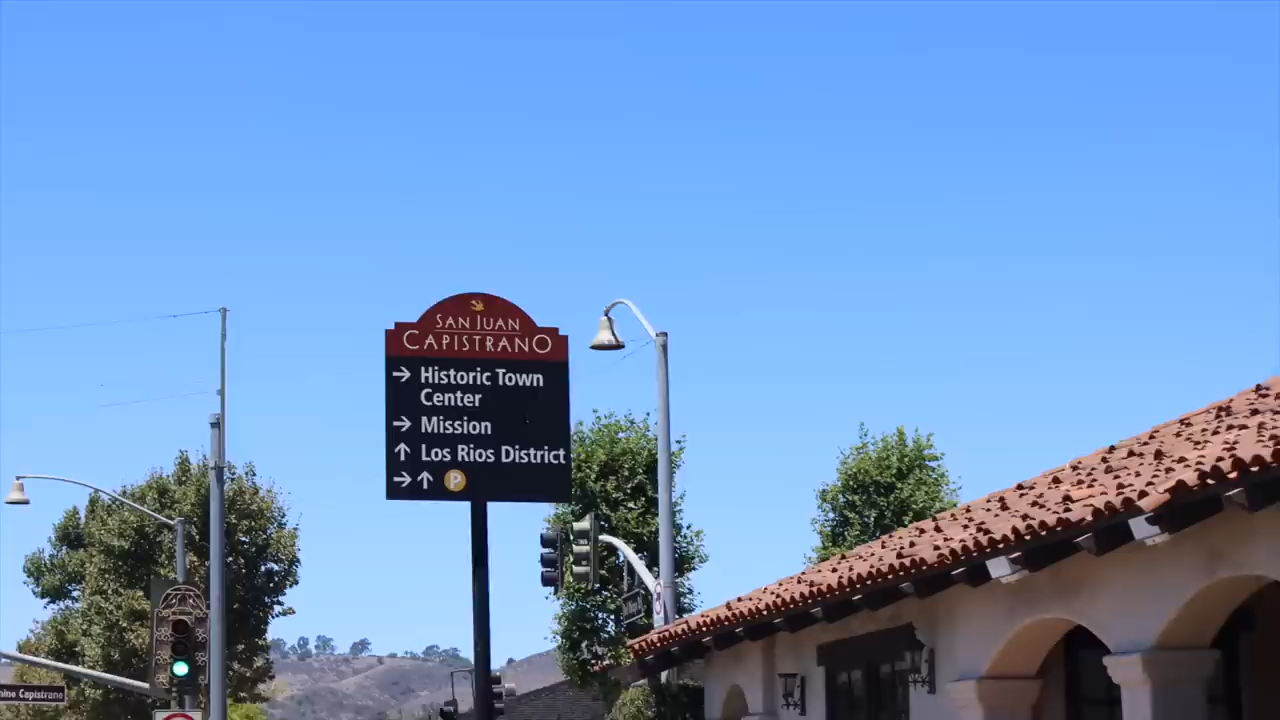 SAN JUAN
CAPISTRANO
→ Historic Town
Center
→ Mission
↑ Los Rios District
→ ↑ P
mino Capistrano